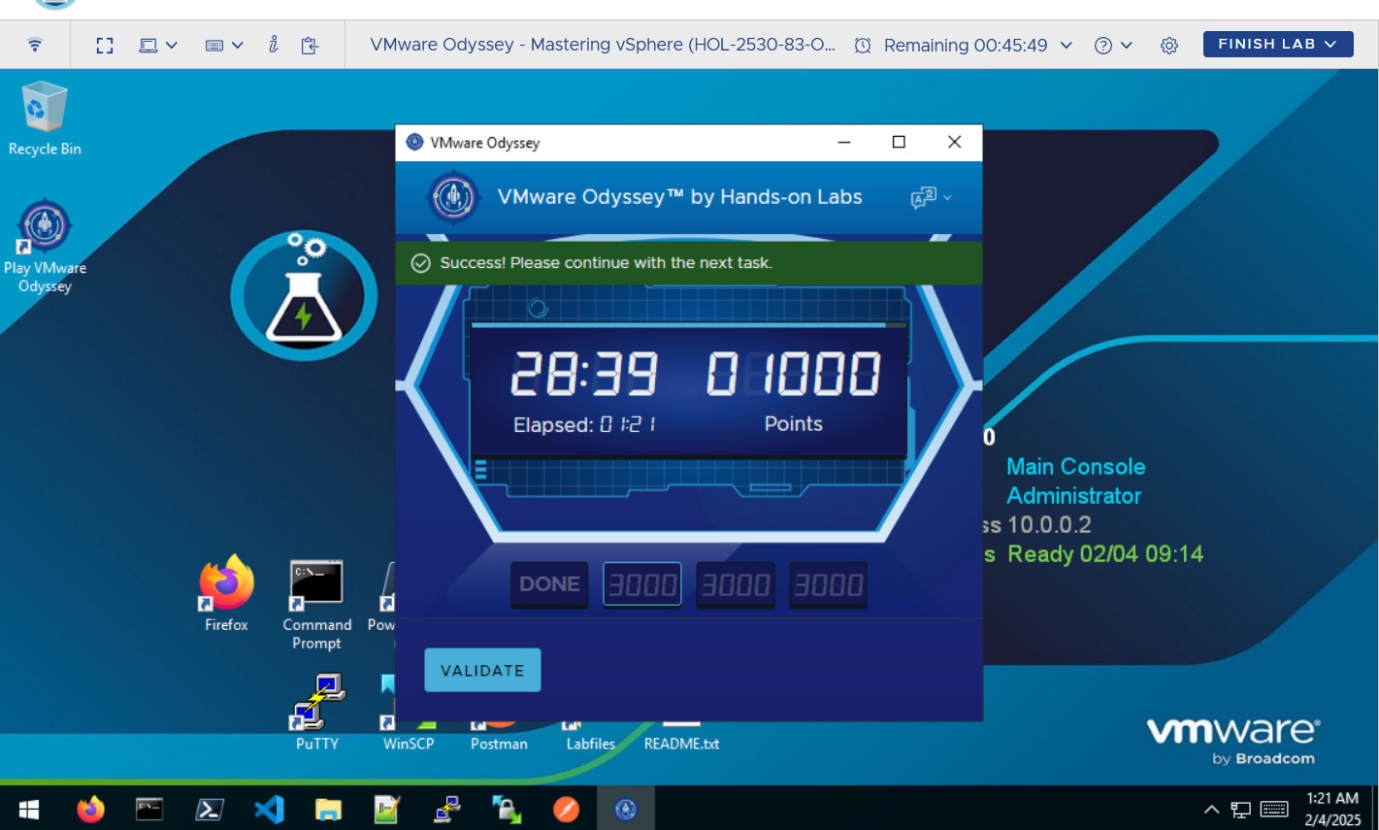 VMware Odyssey - Mastering vSphere (HOL-2530-83-O...
Remaining 00:45:49
FINISH LAB
Recycle Bin
Play VMware
Odyssey
VMware Odyssey
VMware Odyssey™ by Hands-on Labs
Success! Please continue with the next task.
28:39
01000
Elapsed: 01:21
Points
DONE
3000
3000
3000
VALIDATE
0
Main Console
Administrator
ss 10.0.0.2
s Ready 02/04 09:14
Firefox
Command
Prompt
Pow
PuTTY
WinSCP
Postman
Labfiles
README.txt
vmware®
by Broadcom
1:21 AM
2/4/2025